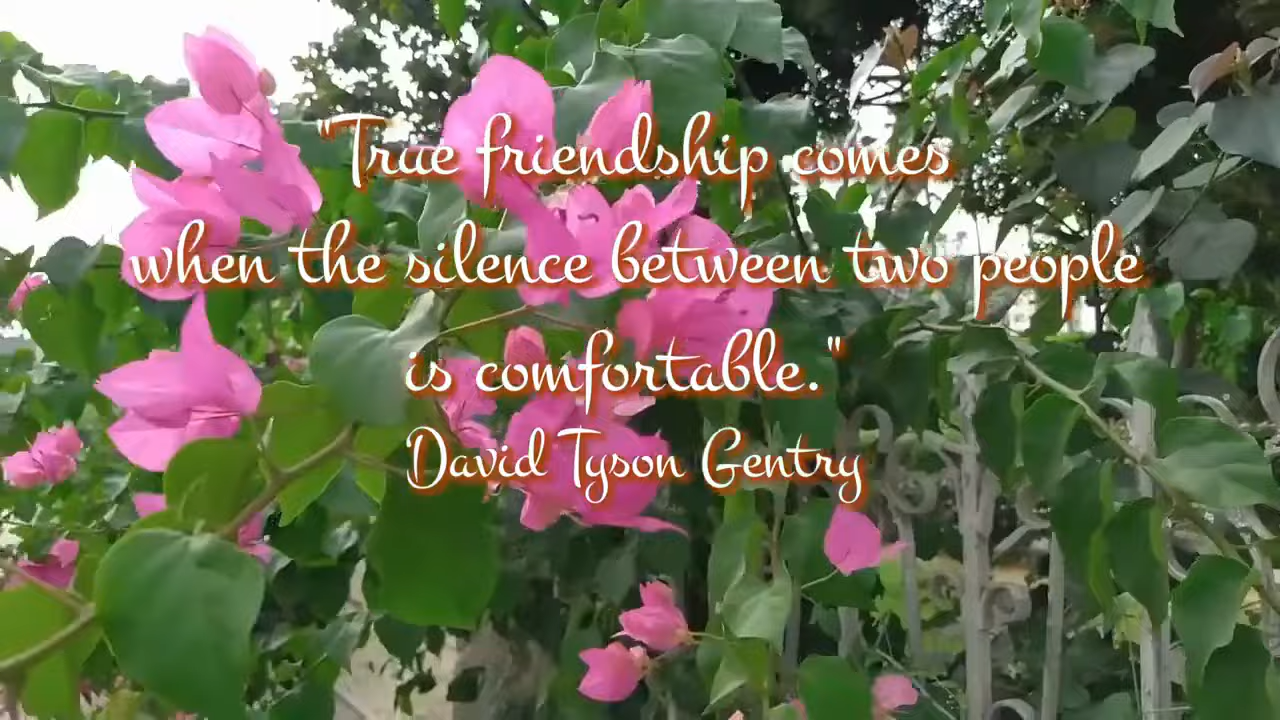 "True friendship comes
when the silence between two people
is comfortable."
David Tyson Gentry